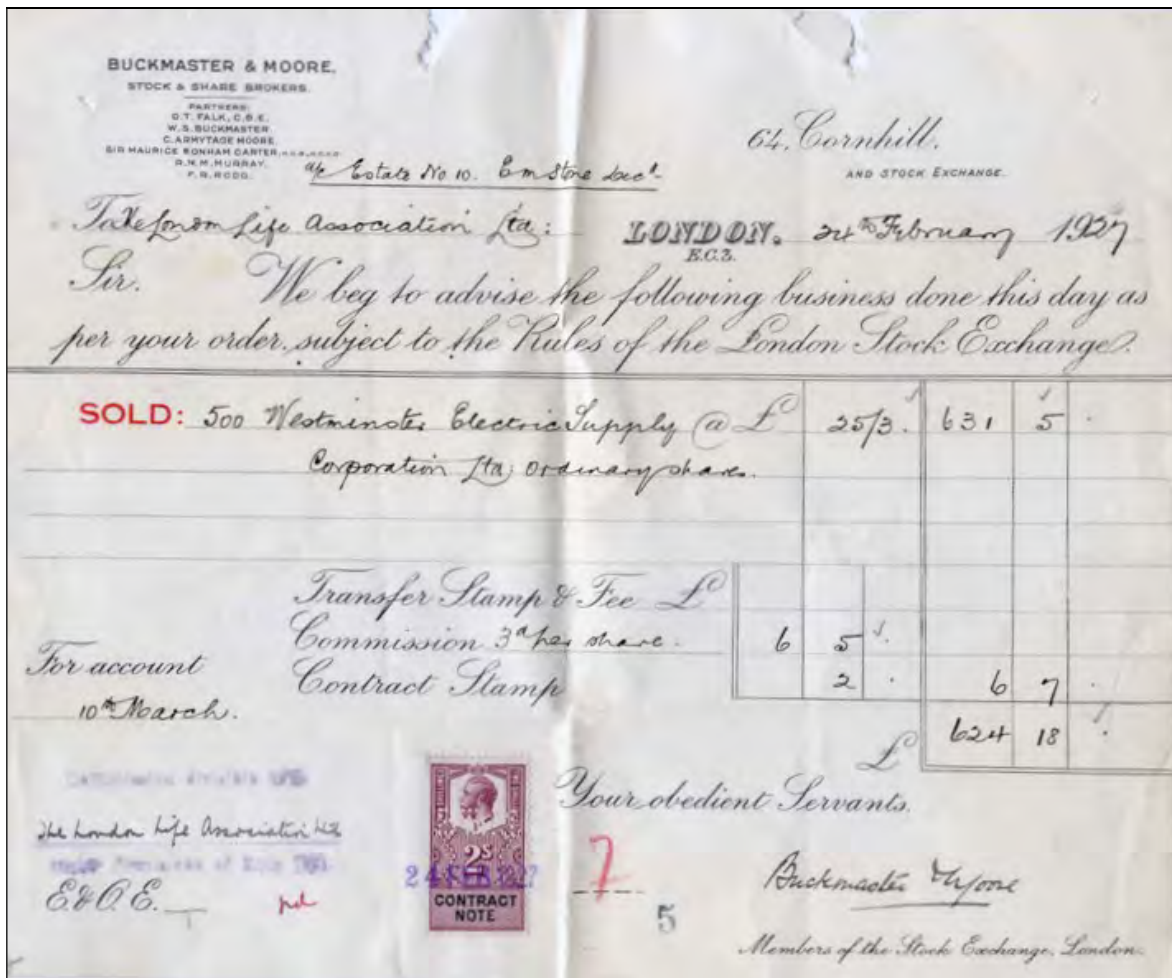 BUCKMASTER & MOORE.
STOCK & SHARE BROKERS.
PARTNERS:
O.T. FALK, C.B.E.
W.S. BUCKMASTER.
C. ARMYTAGE MOORE.
SIR MAURICE BONHAM CARTER,
R.N.M. MURRAY.
F.R. RODD.
64, Cornhill.
AND STOCK EXCHANGE.
a/c Estate No 10. Em Stone Decd.
To The London Life Association Ltd: LONDON. 24th February 1927
E.C.3.
Sir. We beg to advise the following business done this day as
per your order, subject to the Rules of the London Stock Exchange.
SOLD: 500 Westminster Electric Supply @ £ 25/3. 631 5 .
Corporation Ltd. Ordinary shares.
Transfer Stamp & Fee £
Commission 3d per share. 6 5 .
Contract Stamp 2 . 6 7 .
For account
10th March.
£ 624 18 .
Your obedient Servants.
The London Life Association Ltd
E.& O.E. pd
2s
24 FEB 1927
CONTRACT
NOTE
7
5
Buckmaster & Moore
Members of the Stock Exchange, London.